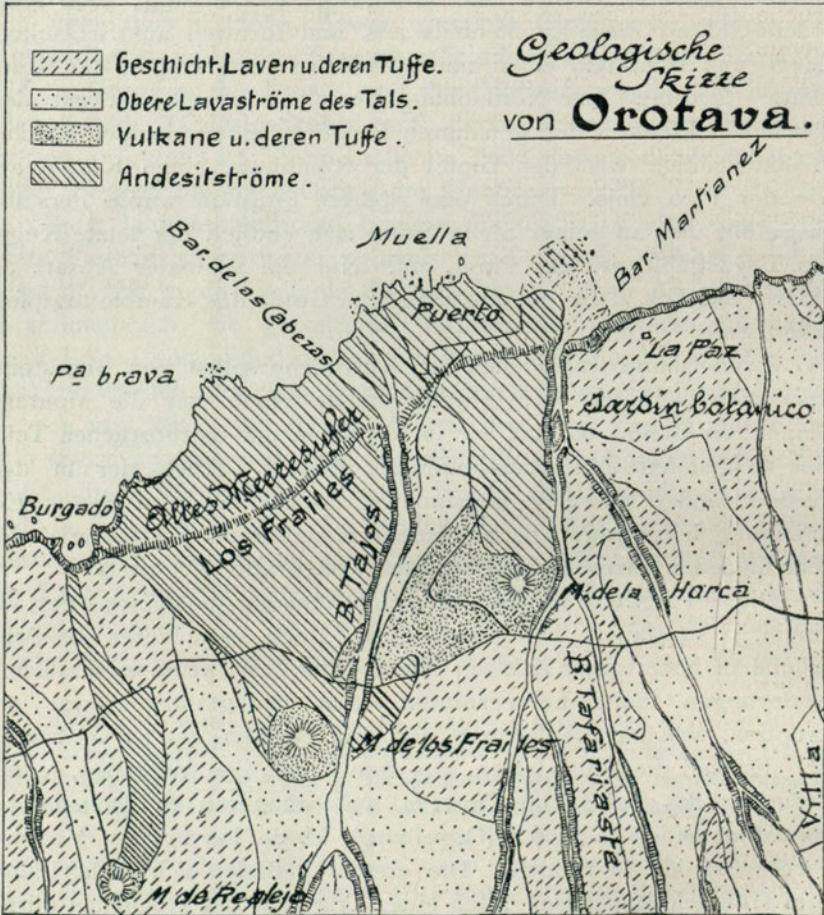 Geologische
Skizze
von Orotava.
Geschicht. Laven u. deren Tuffe.
Obere Lavaströme des Tals.
Vulkane u. deren Tuffe.
Andesitströme.
Bar. de las Cabezas
Muella
Bar. Martianez
Puerto
La Paz
Pª brava
Jardin botanico
Altes Meeresufer
Burgado
Los Frailes
B. Tajos
M. de la Horca
B. Tafariaste
M. de los Frailes
Villa
M. de Realejo